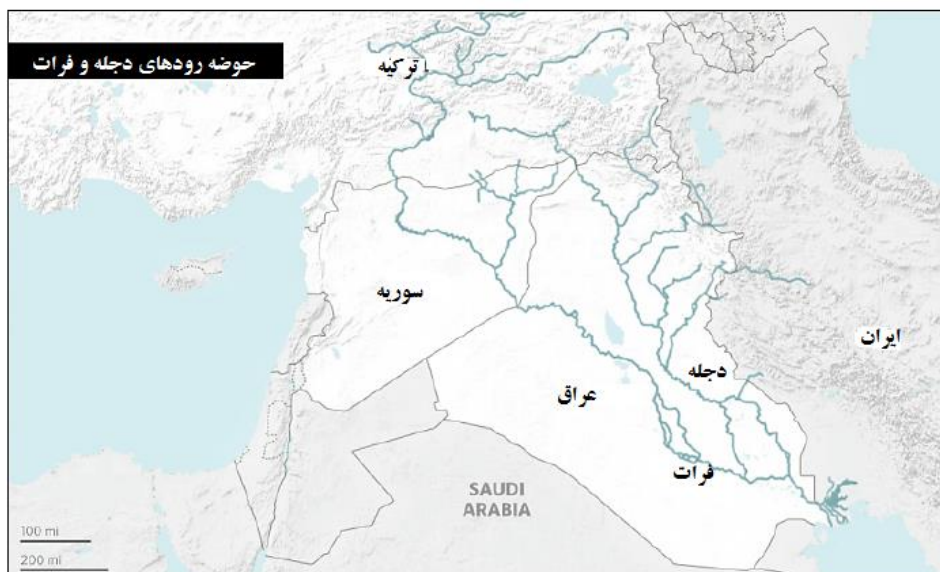 حوضه رودهای دجله و فرات
ترکیه
سوریه
ایران
دجله
عراق
فرات
SAUDI
ARABIA
100 mi
200 mi